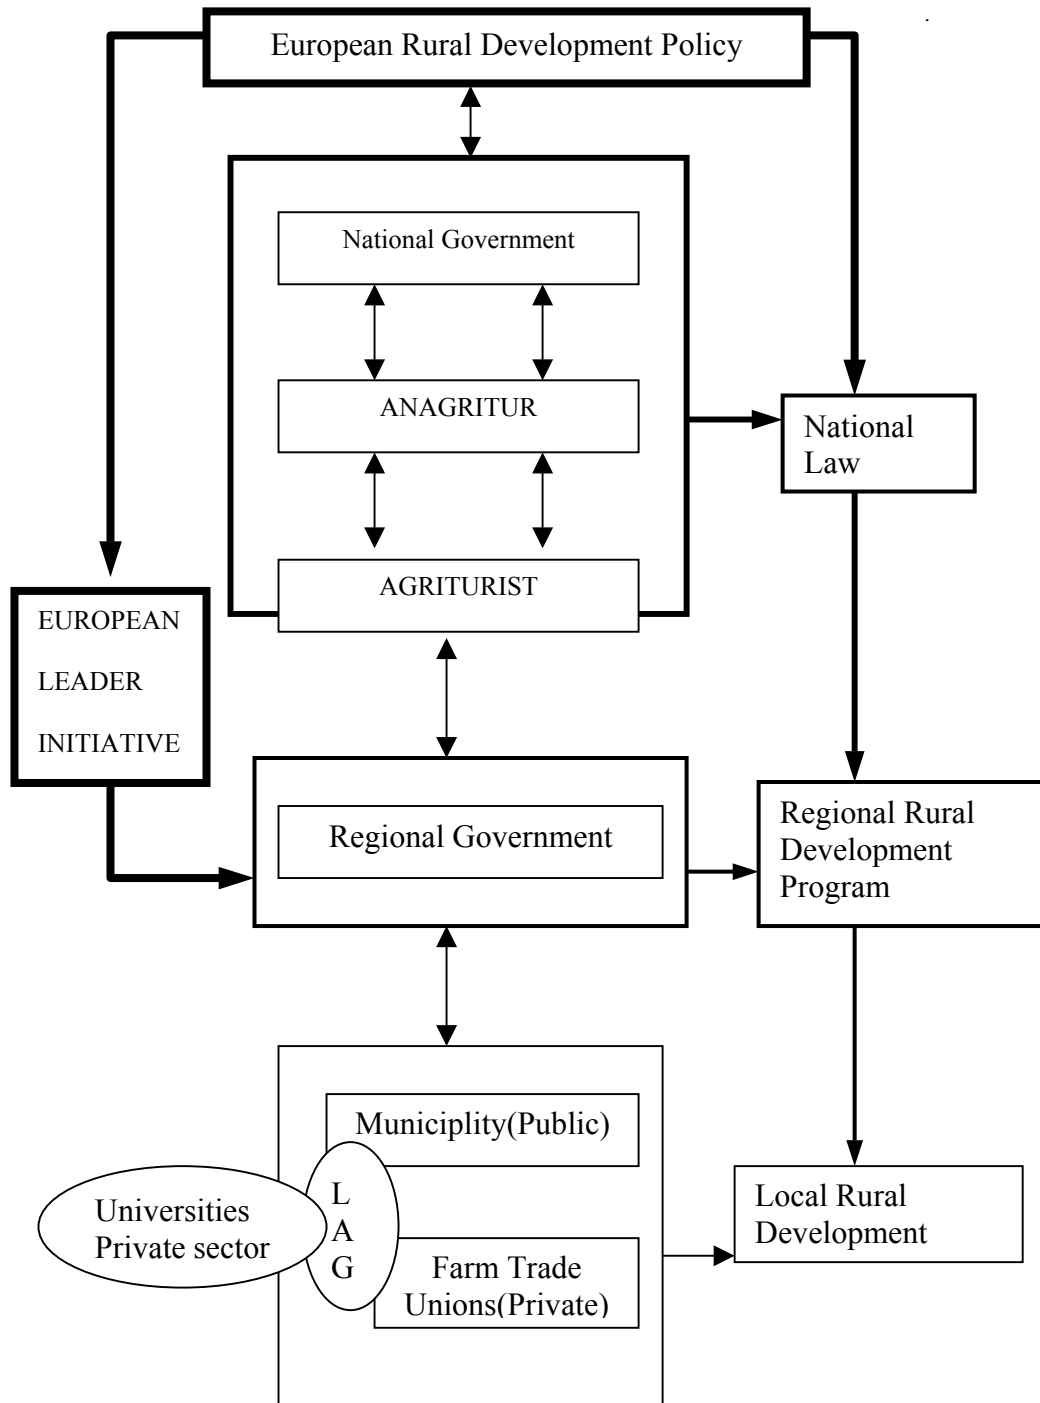 European Rural Development Policy
National Government
ANAGRITUR
National
Law
AGRITURIST
EUROPEAN
LEADER
INITIATIVE
Regional Government
Regional Rural
Development
Program
Municiplity(Public)
L
A
G
Universities
Private sector
Farm Trade
Unions(Private)
Local Rural
Development